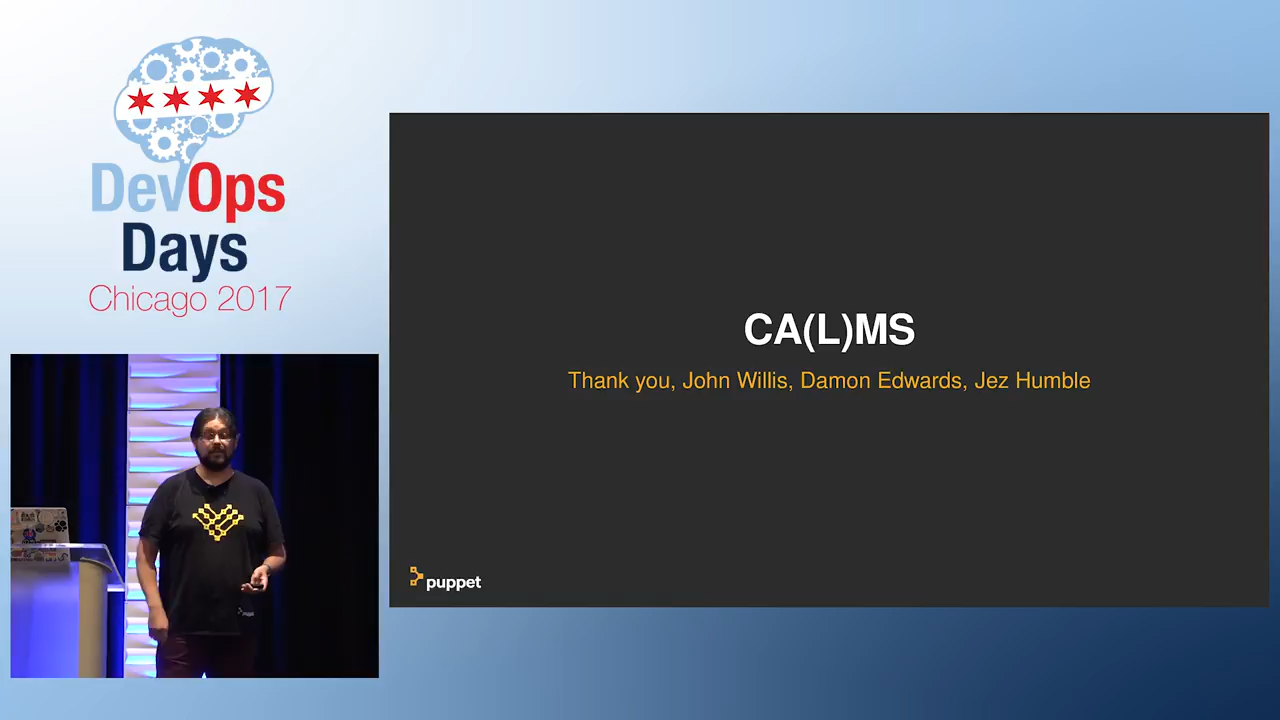 DevOps
Days
Chicago 2017
CA(L)MS
Thank you, John Willis, Damon Edwards, Jez Humble
puppet